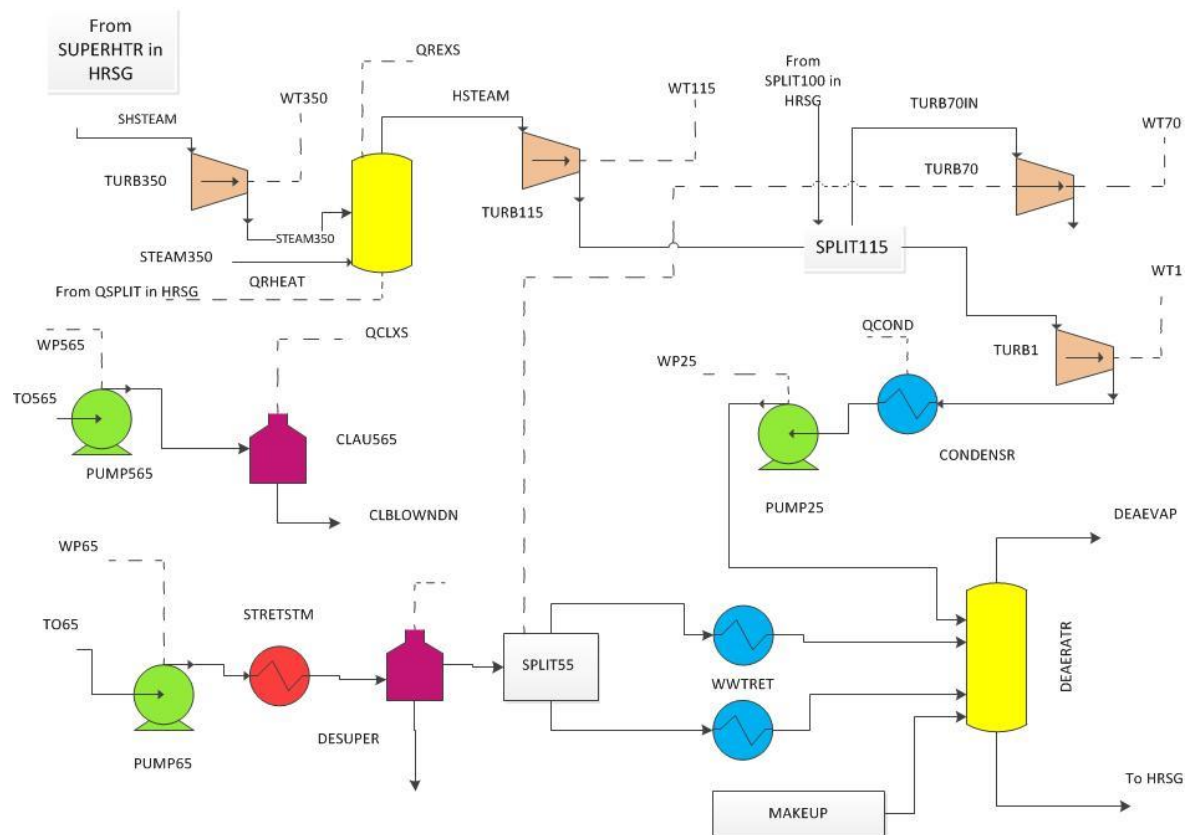 From
SUPERHTR in
HRSG
QREXS
SHSTEAM
WT350
HSTEAM
WT115
From
SPLIT100 in
HRSG
TURB70IN
WT70
TURB350
TURB70
TURB115
STEAM350
STEAM350
SPLIT115
QRHEAT
From QSPLIT in HRSG
WT1
QCLXS
QCOND
WP565
WP25
TURB1
TO565
CLAU565
CONDENSR
PUMP565
PUMP25
CLBLOWNDN
DEAEVAP
WP65
STRETSTM
TO65
SPLIT55
DEAERATR
WWTRET
DESUPER
PUMP65
To HRSG
MAKEUP